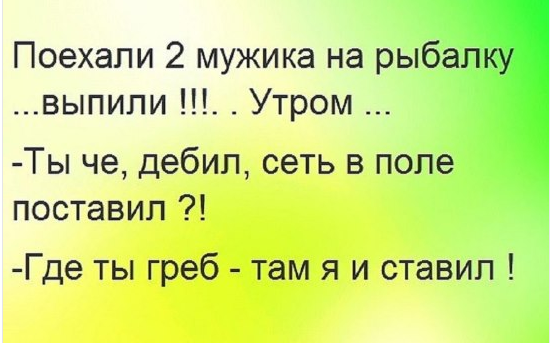 Поехали 2 мужика на рыбалку
...выпили !!!. . Утром ...
-Ты че, дебил, сеть в поле
поставил ?!
-Где ты греб - там я и ставил !